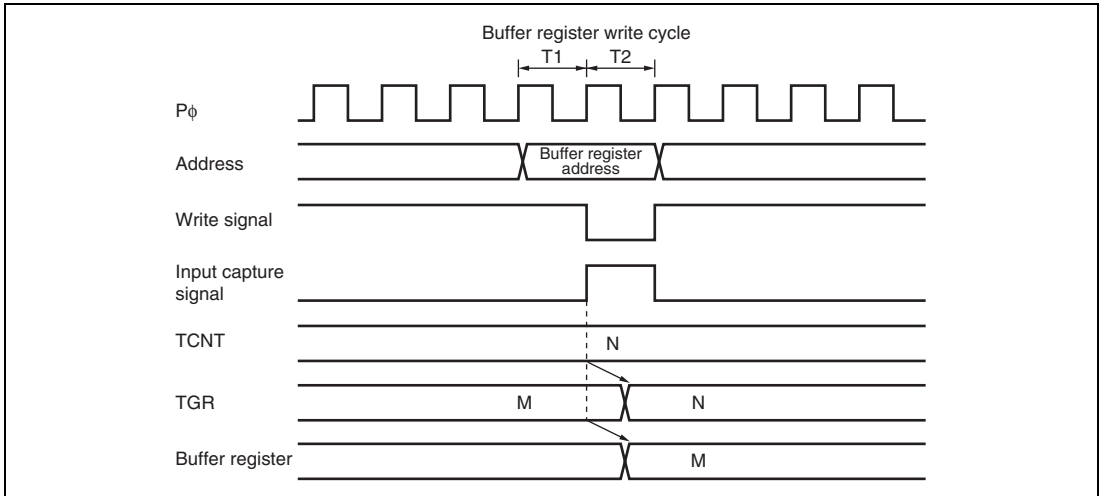 Buffer register write cycle
T1 T2
Pϕ
Address
Buffer register
address
Write signal
Input capture
signal
TCNT
N
TGR
M N
Buffer register
M